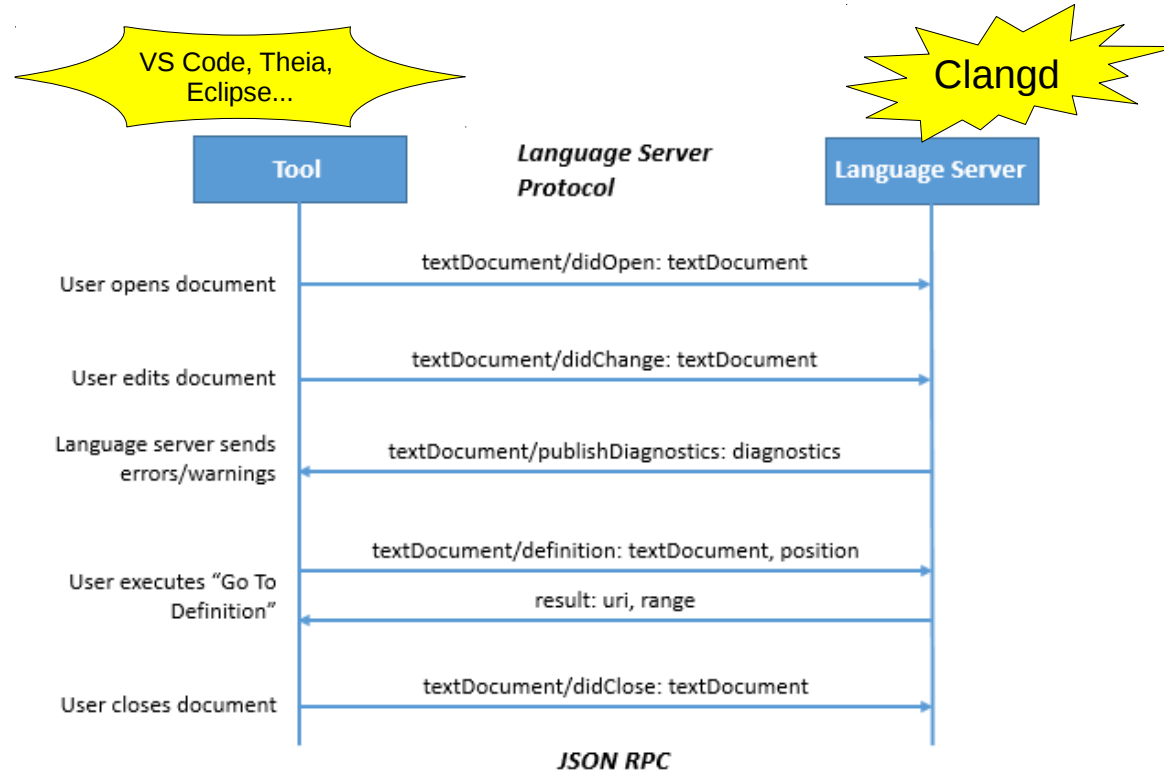 VS Code, Theia,
Eclipse...
Clangd
Tool
Language Server
Protocol
Language Server
User opens document
textDocument/didOpen: textDocument
User edits document
textDocument/didChange: textDocument
Language server sends
errors/warnings
textDocument/publishDiagnostics: diagnostics
textDocument/definition: textDocument, position
User executes “Go To
Definition”
result: uri, range
User closes document
textDocument/didClose: textDocument
JSON RPC